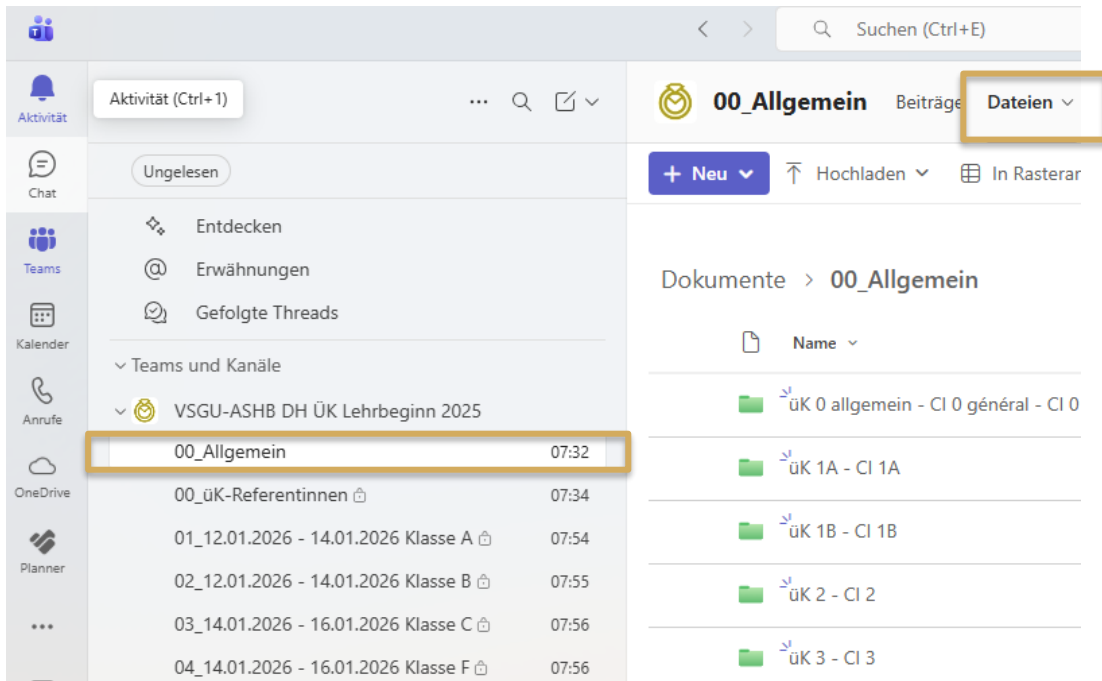 Suchen (Ctrl+E)
Aktivität
Chat
Teams
Kalender
Anrufe
OneDrive
Planner
Aktivität (Ctrl+1)
Ungelesen
Entdecken
Erwähnungen
Gefolgte Threads
Teams und Kanäle
VSGU-ASHB DH ÜK Lehrbeginn 2025
00_Allgemein 07:32
00_üK-Referentinnen 07:34
01_12.01.2026 - 14.01.2026 Klasse A 07:54
02_12.01.2026 - 14.01.2026 Klasse B 07:55
03_14.01.2026 - 16.01.2026 Klasse C 07:56
04_14.01.2026 - 16.01.2026 Klasse F 07:56
00_Allgemein Beiträge Dateien
+ Neu Hochladen In Rasterar
Dokumente > 00_Allgemein
Name
üK 0 allgemein - CI 0 général - CI 0
üK 1A - CI 1A
üK 1B - CI 1B
üK 2 - CI 2
üK 3 - CI 3